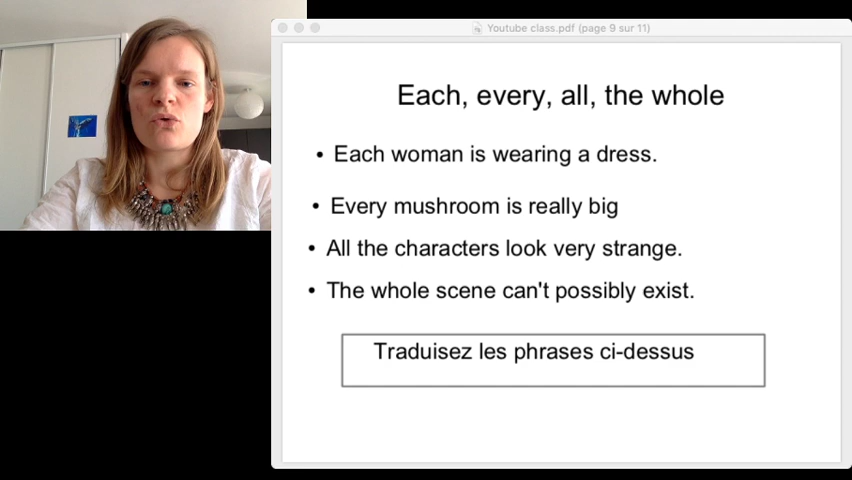 Youtube class.pdf (page 9 sur 11)
Each, every, all, the whole
• Each woman is wearing a dress.
• Every mushroom is really big
• All the characters look very strange.
• The whole scene can't possibly exist.
Traduisez les phrases ci-dessus